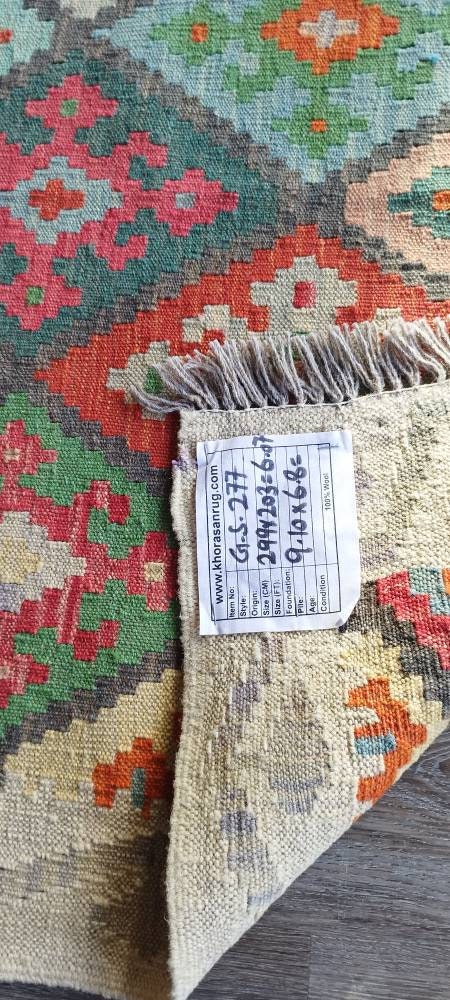 www.khorasanrug.com
Item No: G.S. 277
Style:
Origin:
Size (CM) 299x203=6.07
Size (FT): 9.10x6.8=
Foundation:
Pile: 100% Wool
Age:
Condition